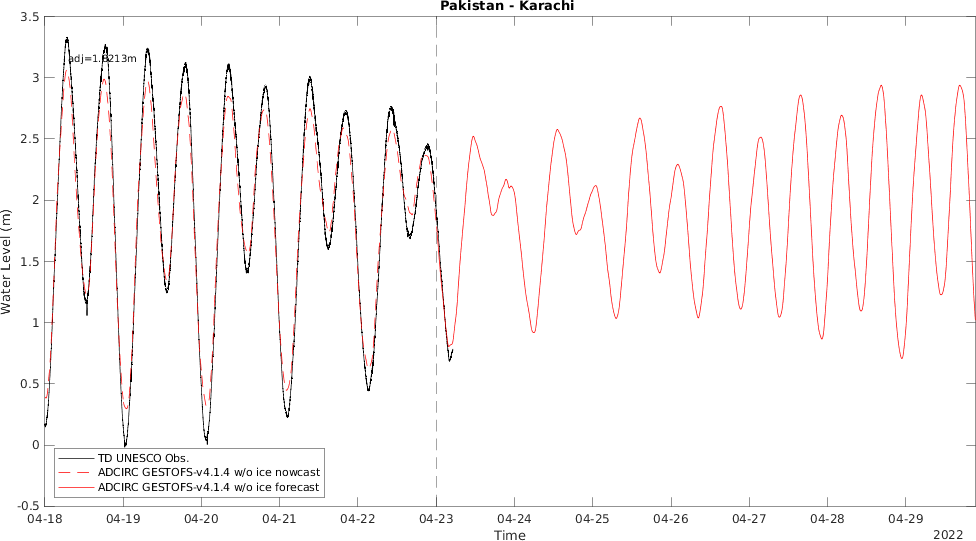 Pakistan - Karachi
3.5
3
2.5
2
1.5
1
0.5
0
-0.5
Water Level (m)
TD UNESCO Obs.
ADCIRC GESTOFS-v4.1.4 w/o ice nowcast
ADCIRC GESTOFS-v4.1.4 w/o ice forecast
04-18 04-19 04-20 04-21 04-22 04-23 04-24 04-25 04-26 04-27 04-28 04-29
Time
2022